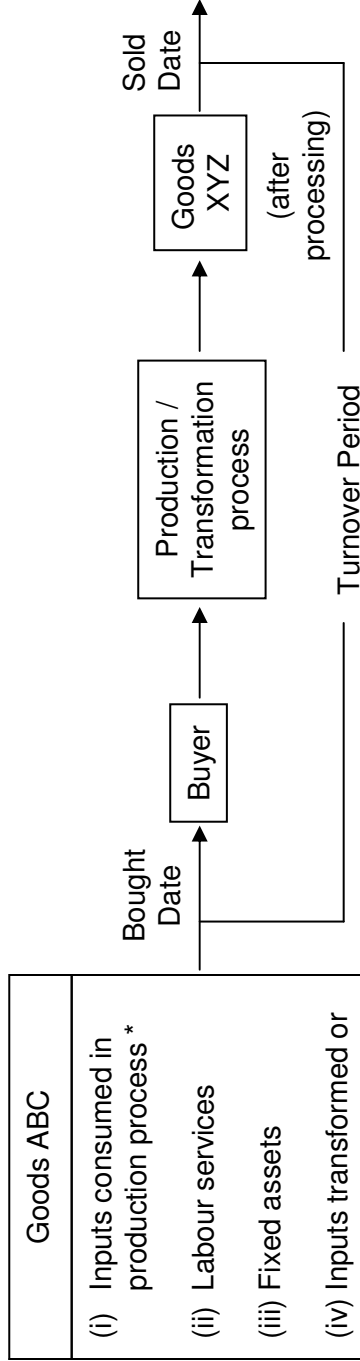 Goods ABC
(i) Inputs consumed in
production process *
(ii) Labour services
(iii) Fixed assets
(iv) Inputs transformed or
Bought
Date
Buyer
Production /
Transformation
process
Goods
XYZ
(after
processing)
Sold
Date
Turnover Period